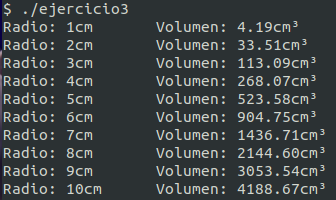 $ ./ejercicio3
Radio: 1cm Volumen: 4.19cm³
Radio: 2cm Volumen: 33.51cm³
Radio: 3cm Volumen: 113.09cm³
Radio: 4cm Volumen: 268.07cm³
Radio: 5cm Volumen: 523.58cm³
Radio: 6cm Volumen: 904.75cm³
Radio: 7cm Volumen: 1436.71cm³
Radio: 8cm Volumen: 2144.60cm³
Radio: 9cm Volumen: 3053.54cm³
Radio: 10cm Volumen: 4188.67cm³